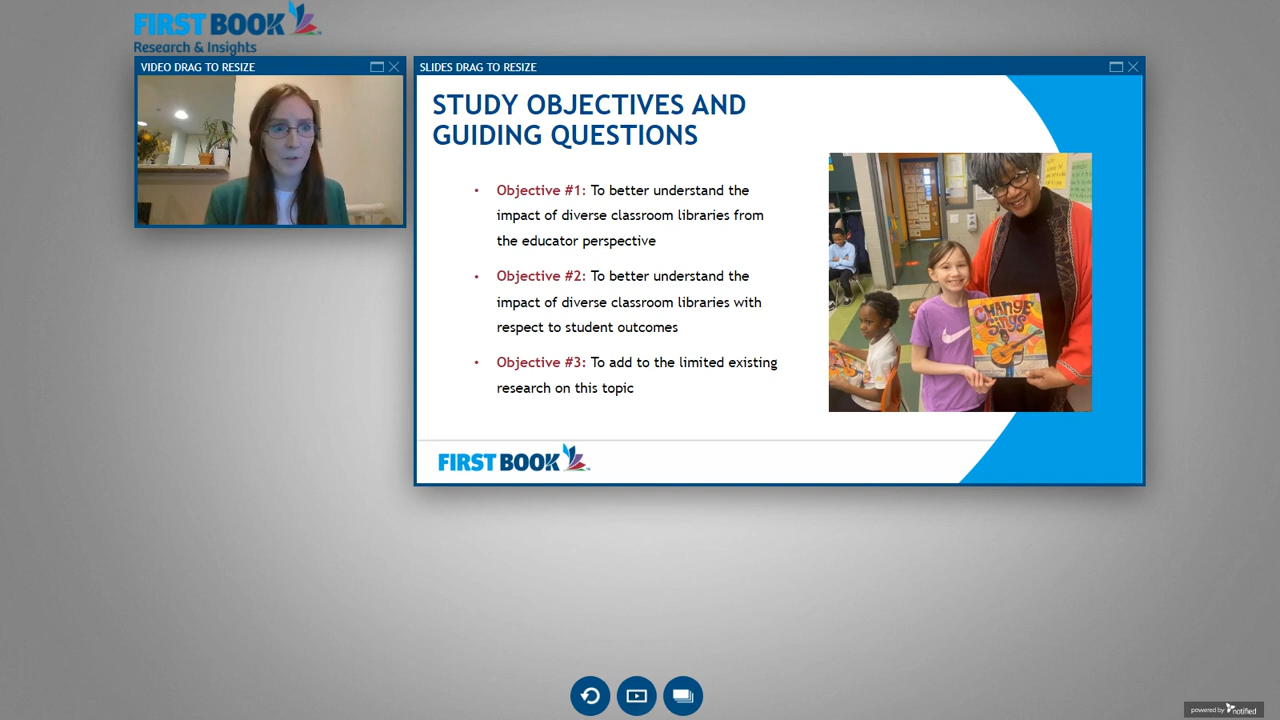 FIRST BOOK
Research & Insights
VIDEO DRAG TO RESIZE
SLIDES DRAG TO RESIZE
STUDY OBJECTIVES AND
GUIDING QUESTIONS
• Objective #1: To better understand the
impact of diverse classroom libraries from
the educator perspective
• Objective #2: To better understand the
impact of diverse classroom libraries with
respect to student outcomes
• Objective #3: To add to the limited existing
research on this topic
CHANGE
Sings
FIRST BOOK
powered by notified